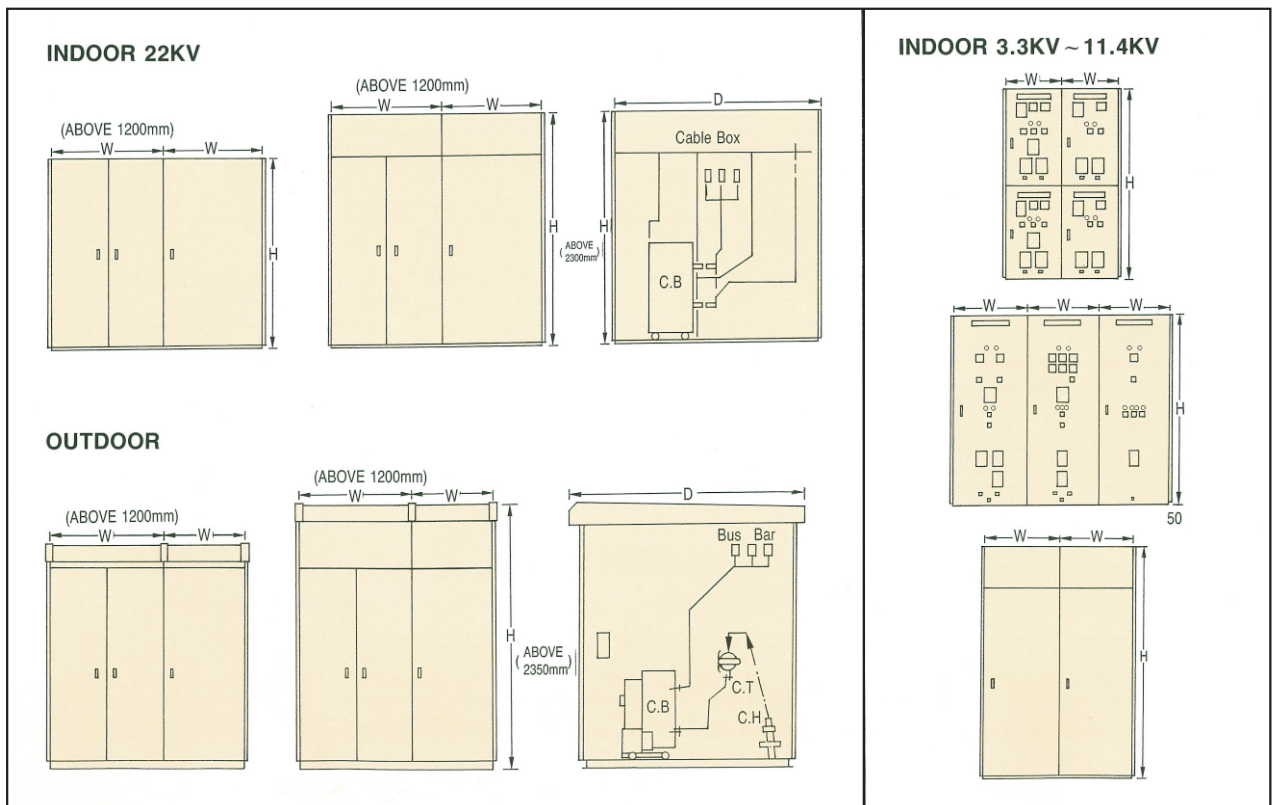 INDOOR 22KV
(ABOVE 1200mm)
W W
H
(ABOVE 1200mm)
W W
H
D
Cable Box
H
(ABOVE
2300mm)
C.B
OUTDOOR
(ABOVE 1200mm)
W W
(ABOVE 1200mm)
W W
H
(ABOVE
2350mm)
D
Bus Bar
C.T
C.B
C.H
INDOOR 3.3KV ~ 11.4KV
W W
H
W W W
H
50
W W
H